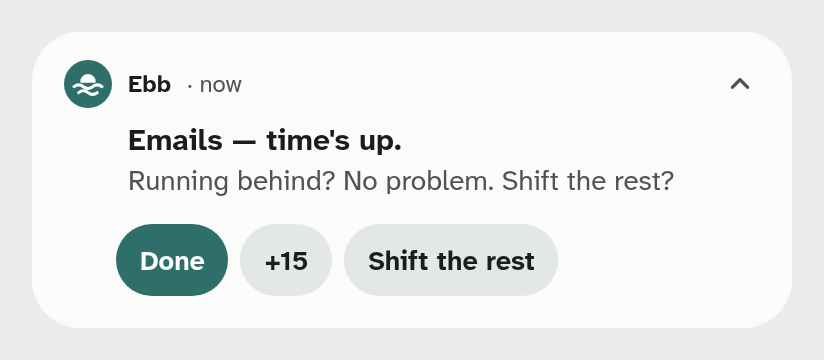 Ebb · now
Emails — time's up.
Running behind? No problem. Shift the rest?
Done +15 Shift the rest